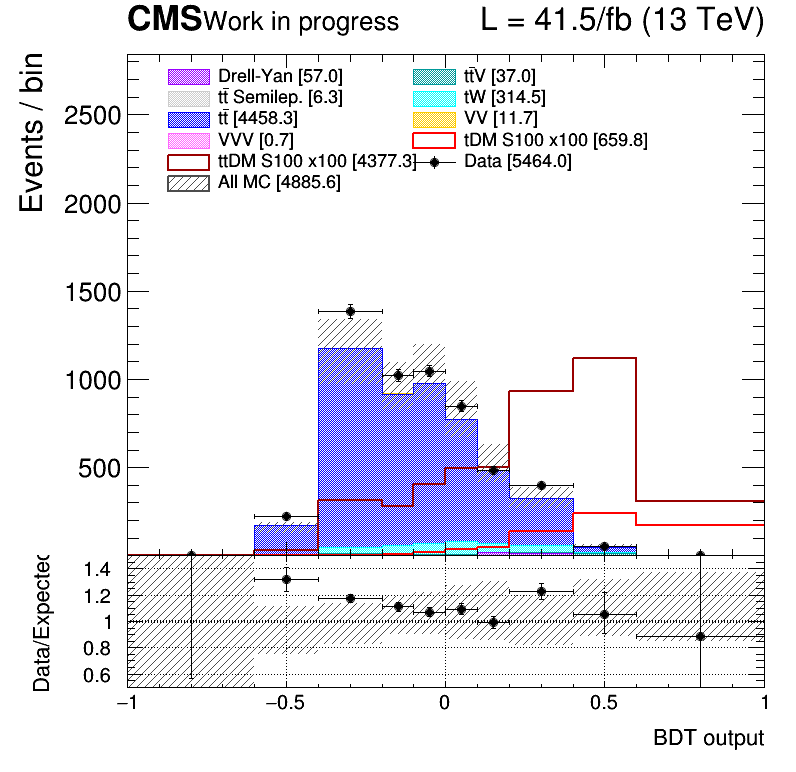 CMS Work in progress L = 41.5/fb (13 TeV)
Events / bin
Drell-Yan [57.0] tt̄V [37.0]
tt̄ Semilep. [6.3] tW [314.5]
tt̄ [4458.3] VV [11.7]
VVV [0.7] tDM S100 x100 [659.8]
ttDM S100 x100 [4377.3] Data [5464.0]
All MC [4885.6]
2500
2000
1500
1000
500
Data/Expected
1.4
1.2
1
0.8
0.6
−1 −0.5 0 0.5 1
BDT output